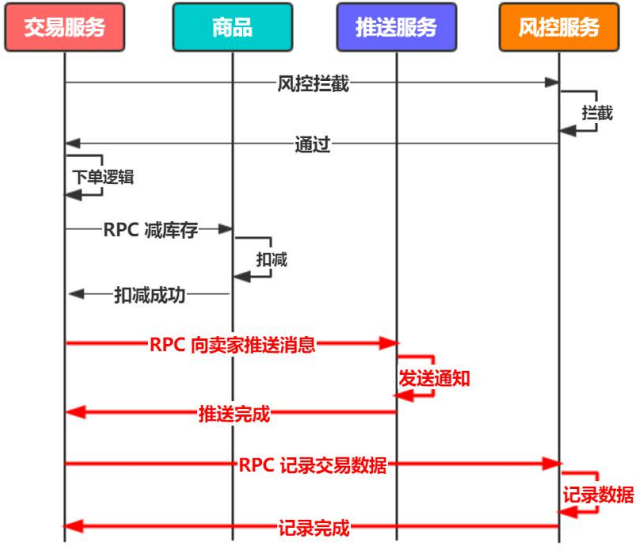 交易服务
商品
推送服务
风控服务
风控拦截
拦截
通过
下单逻辑
RPC 减库存
扣减
扣减成功
RPC 向卖家推送消息
发送通知
推送完成
RPC 记录交易数据
记录数据
记录完成